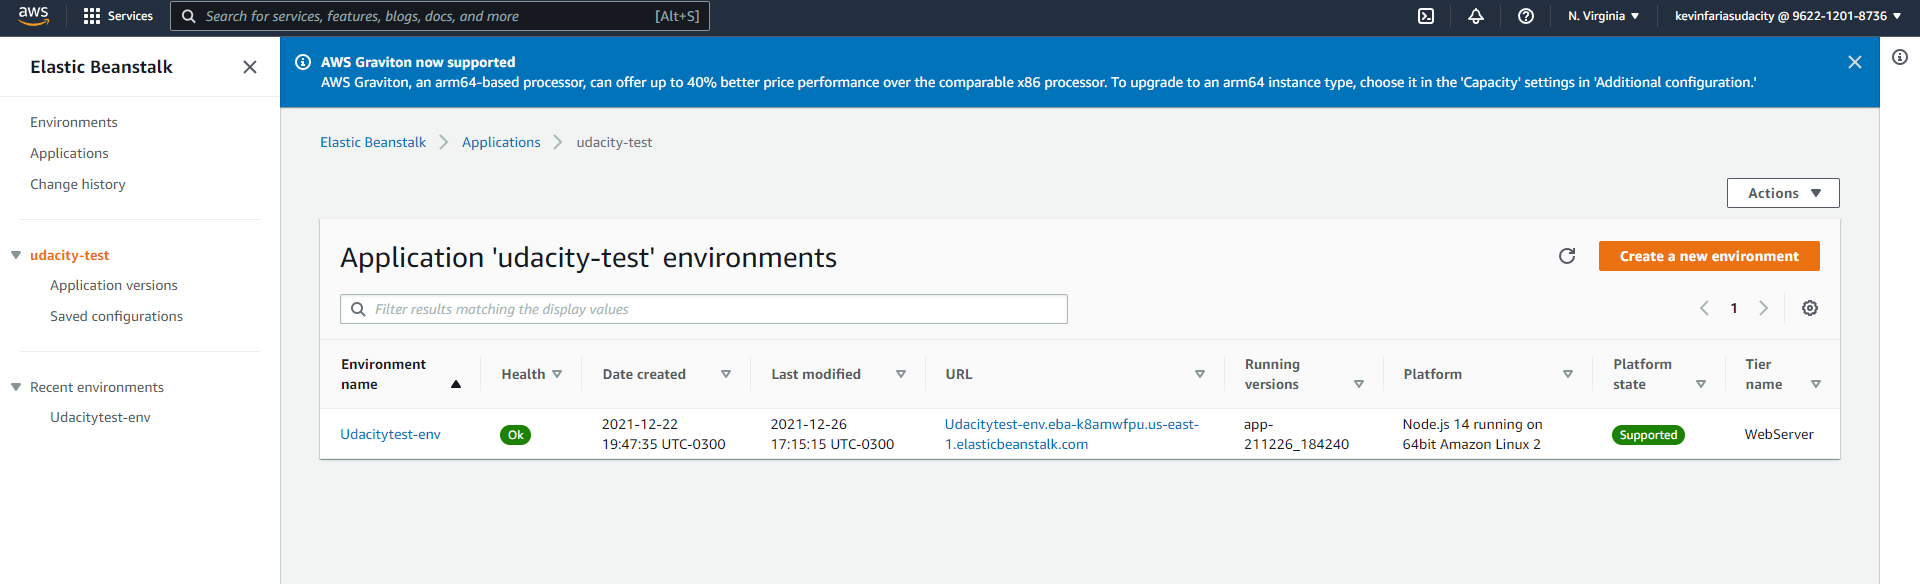 aws
Services
Search for services, features, blogs, docs, and more
[Alt+S]
N. Virginia
kevinfariasudacity @ 9622-1201-8736
Elastic Beanstalk
Environments
Applications
Change history
udacity-test
Application versions
Saved configurations
Recent environments
Udacitytest-env
AWS Graviton now supported
AWS Graviton, an arm64-based processor, can offer up to 40% better price performance over the comparable x86 processor. To upgrade to an arm64 instance type, choose it in the 'Capacity' settings in 'Additional configuration.'
Elastic Beanstalk
Applications
udacity-test
Actions
Application 'udacity-test' environments
Create a new environment
Filter results matching the display values
1
Environment
name
Health
Date created
Last modified
URL
Running
versions
Platform
Platform
state
Tier
name
Udacitytest-env
Ok
2021-12-22
19:47:35 UTC-0300
2021-12-26
17:15:15 UTC-0300
Udacitytest-env.eba-k8amwfpu.us-east-
1.elasticbeanstalk.com
app-
211226_184240
Node.js 14 running on
64bit Amazon Linux 2
Supported
WebServer